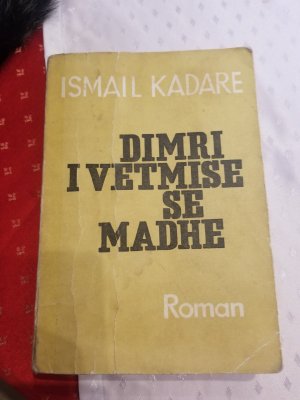 ISMAIL KADARE
DIMRI
I VETMISE
SE
MADHE
Roman